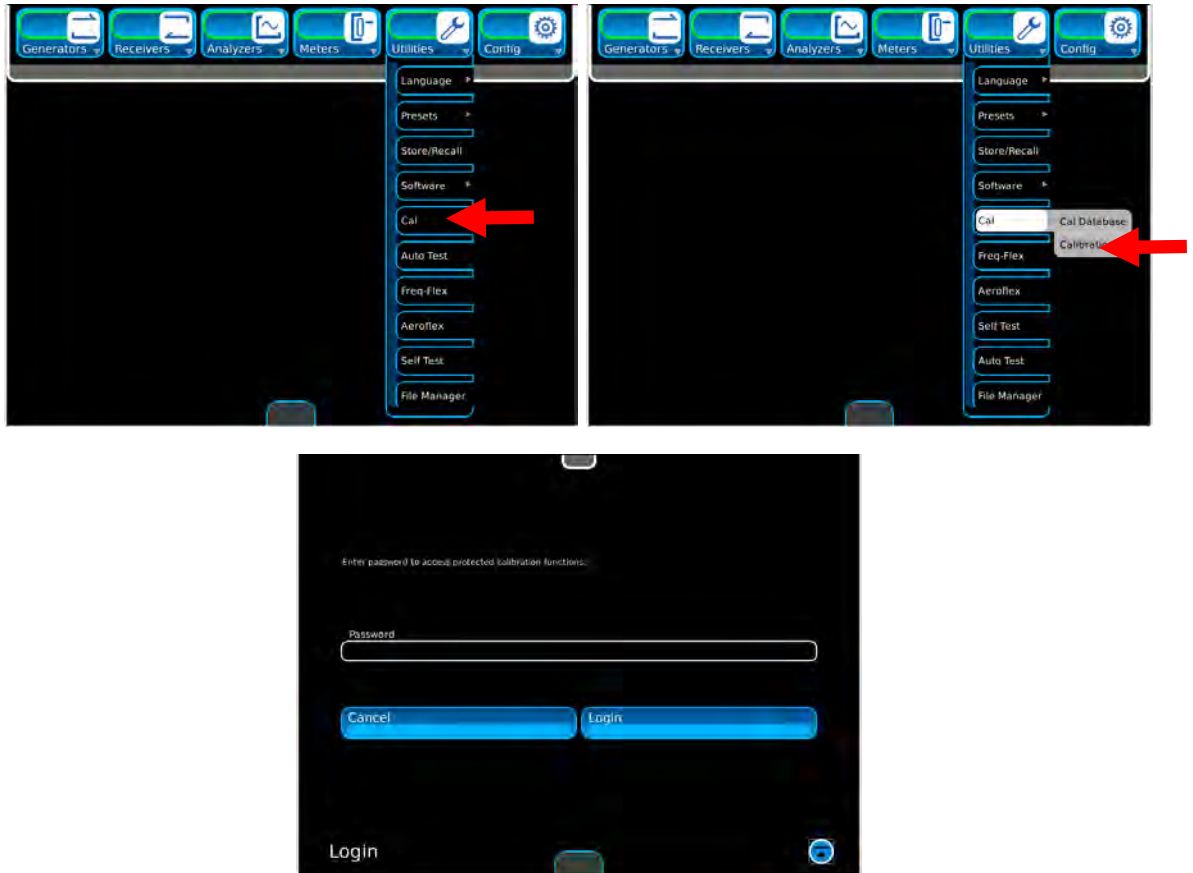 Generators Receivers Analyzers Meters Utilities Config
Language
Presets
Store/Recall
Software
Cal
Auto Test
Freq-Flex
Aeroflex
Self Test
File Manager
Generators Receivers Analyzers Meters Utilities Config
Language
Presets
Store/Recall
Software
Cal Cal Database
Freq-Flex
Aeroflex
Self Test
Auto Test
File Manager
Enter password to access protected calibration functions.
Password
Cancel Login
Login